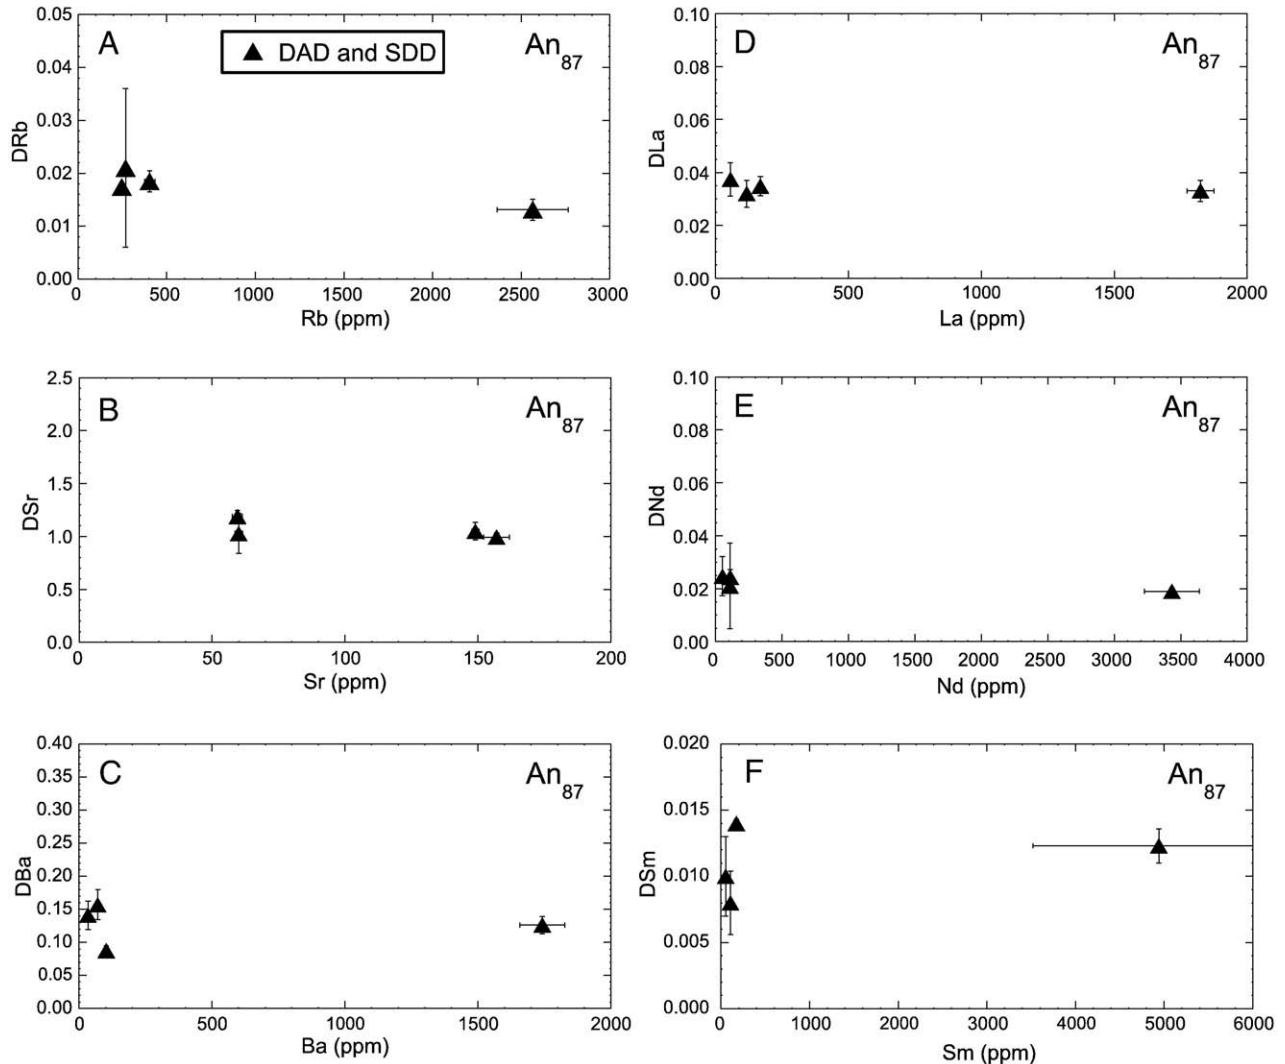 A
DAD and SDD
An87
DRb
0.05
0.04
0.03
0.02
0.01
0.00
0 500 1000 1500 2000 2500 3000
Rb (ppm)
D
An87
DLa
0.10
0.08
0.06
0.04
0.02
0.00
0 500 1000 1500 2000
La (ppm)
B
An87
DSr
2.5
2.0
1.5
1.0
0.5
0.0
0 50 100 150 200
Sr (ppm)
E
An87
DNd
0.10
0.08
0.06
0.04
0.02
0.00
0 500 1000 1500 2000 2500 3000 3500 4000
Nd (ppm)
C
An87
DBa
0.40
0.35
0.30
0.25
0.20
0.15
0.10
0.05
0.00
0 500 1000 1500 2000
Ba (ppm)
F
An87
DSm
0.020
0.015
0.010
0.005
0.000
0 1000 2000 3000 4000 5000 6000
Sm (ppm)